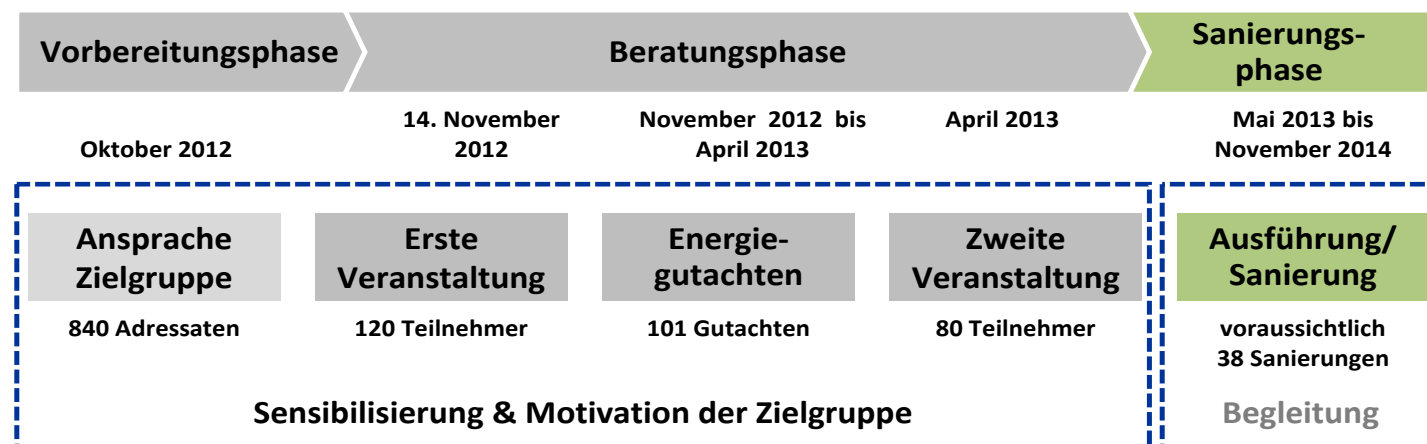 Vorbereitungsphase
Beratungsphase
Sanierungs-
phase
Oktober 2012
14. November
2012
November 2012 bis
April 2013
April 2013
Mai 2013 bis
November 2014
Ansprache
Zielgruppe
Erste
Veranstaltung
Energie-
gutachten
Zweite
Veranstaltung
Ausführung/
Sanierung
840 Adressaten
120 Teilnehmer
101 Gutachten
80 Teilnehmer
voraussichtlich
38 Sanierungen
Sensibilisierung & Motivation der Zielgruppe
Begleitung